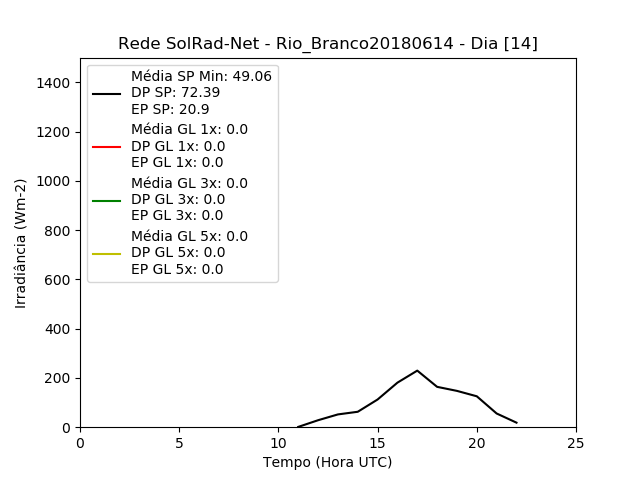 Rede SolRad-Net - Rio_Branco20180614 - Dia [14]
Média SP Min: 49.06
DP SP: 72.39
EP SP: 20.9
Média GL 1x: 0.0
DP GL 1x: 0.0
EP GL 1x: 0.0
Média GL 3x: 0.0
DP GL 3x: 0.0
EP GL 3x: 0.0
Média GL 5x: 0.0
DP GL 5x: 0.0
EP GL 5x: 0.0
Irradiância (Wm-2)
1400
1200
1000
800
600
400
200
0
0 5 10 15 20 25
Tempo (Hora UTC)